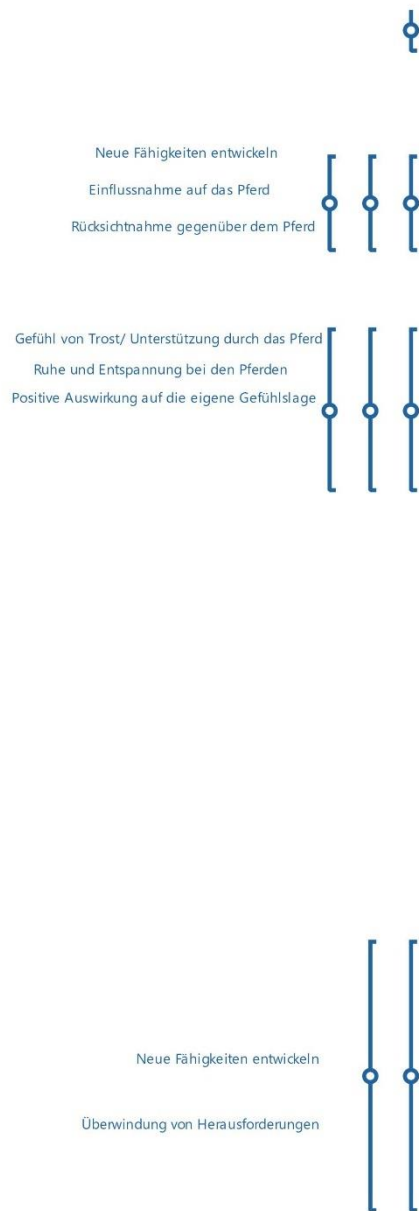 Neue Fähigkeiten entwickeln
Einflussnahme auf das Pferd
Rücksichtnahme gegenüber dem Pferd
Gefühl von Trost/ Unterstützung durch das Pferd
Ruhe und Entspannung bei den Pferden
Positive Auswirkung auf die eigene Gefühlslage
Neue Fähigkeiten entwickeln
Überwindung von Herausforderungen